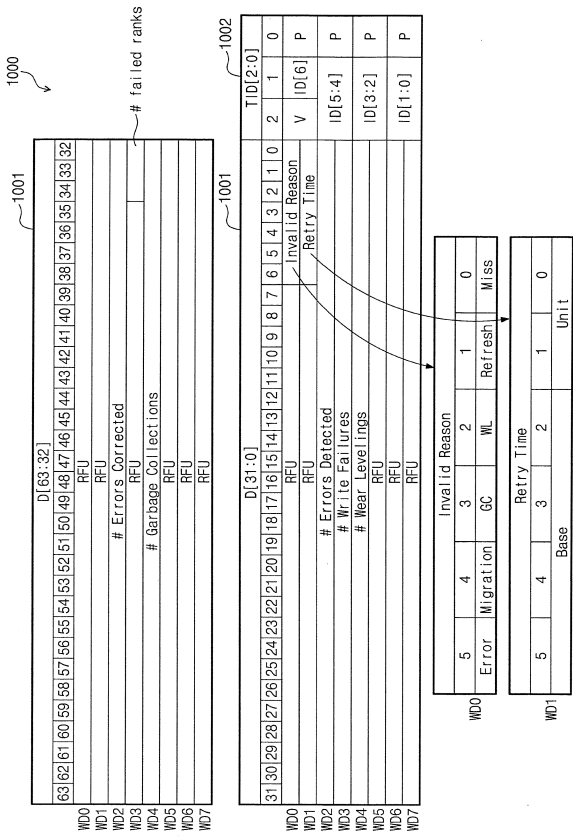 1000
1001
D[63:32]
63 62 61 60 59 58 57 56 55 54 53 52 51 50 49 48 47 46 45 44 43 42 41 40 39 38 37 36 35 34 33 32
WD0 RFU
WD1 RFU
WD2 # Errors Corrected
WD3 RFU # failed ranks
WD4 # Garbage Collections
WD5 RFU
WD6 RFU
WD7 RFU
1001 1002
D[31:0] TID[2:0]
31 30 29 28 27 26 25 24 23 22 21 20 19 18 17 16 15 14 13 12 11 10 9 8 7 6 5 4 3 2 1 0 2 1 0
WD0 RFU Invalid Reason V ID[6] P
WD1 RFU Retry Time
WD2 # Errors Detected ID[5:4] P
WD3 # Write Failures
WD4 # Wear Levelings ID[3:2] P
WD5 RFU
WD6 RFU ID[1:0] P
WD7 RFU
Invalid Reason
5 4 3 2 1 0
WD0 Error Migration GC WL Refresh Miss
Retry Time
5 4 3 2 1 0
WD1 Base Unit